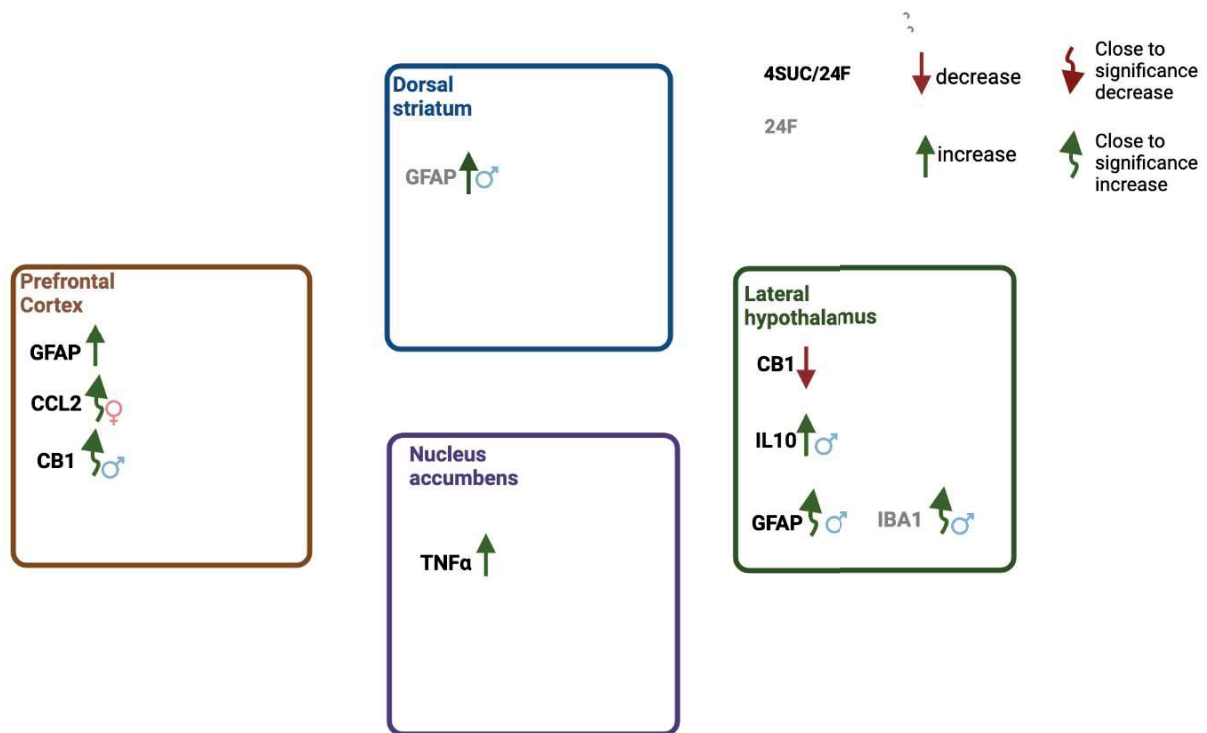 Dorsal
striatum
GFAP
4SUC/24F
24F
decrease
increase
Close to
significance
decrease
Close to
significance
increase
Prefrontal
Cortex
GFAP
CCL2
CB1
Nucleus
accumbens
TNFα
Lateral
hypothalamus
CB1
IL10
GFAP
IBA1